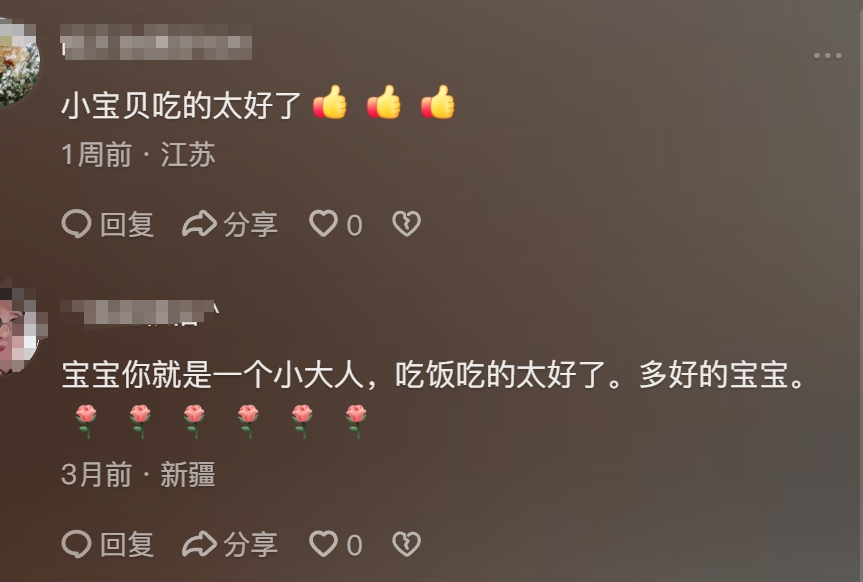 小宝贝吃的太好了👍👍👍
1周前 · 江苏
回复 分享 0
宝宝你就是一个小大人，吃饭吃的太好了。多好的宝宝。
🌹🌹🌹🌹🌹🌹
3月前 · 新疆
回复 分享 0